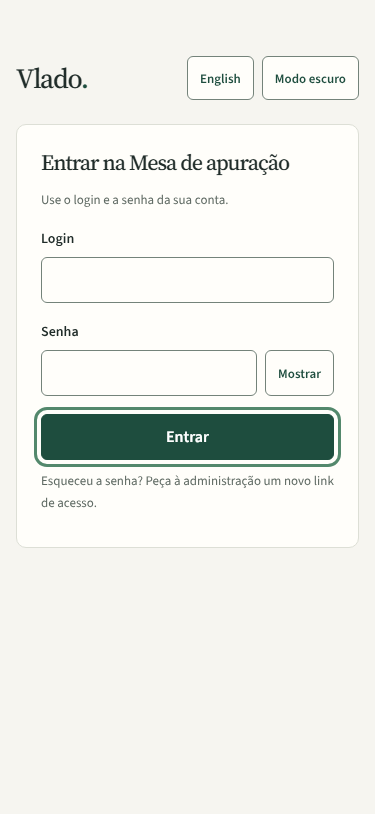 Vlado.
English
Modo escuro
Entrar na Mesa de apuração
Use o login e a senha da sua conta.
Login
Senha
Mostrar
Entrar
Esqueceu a senha? Peça à administração um novo link
de acesso.